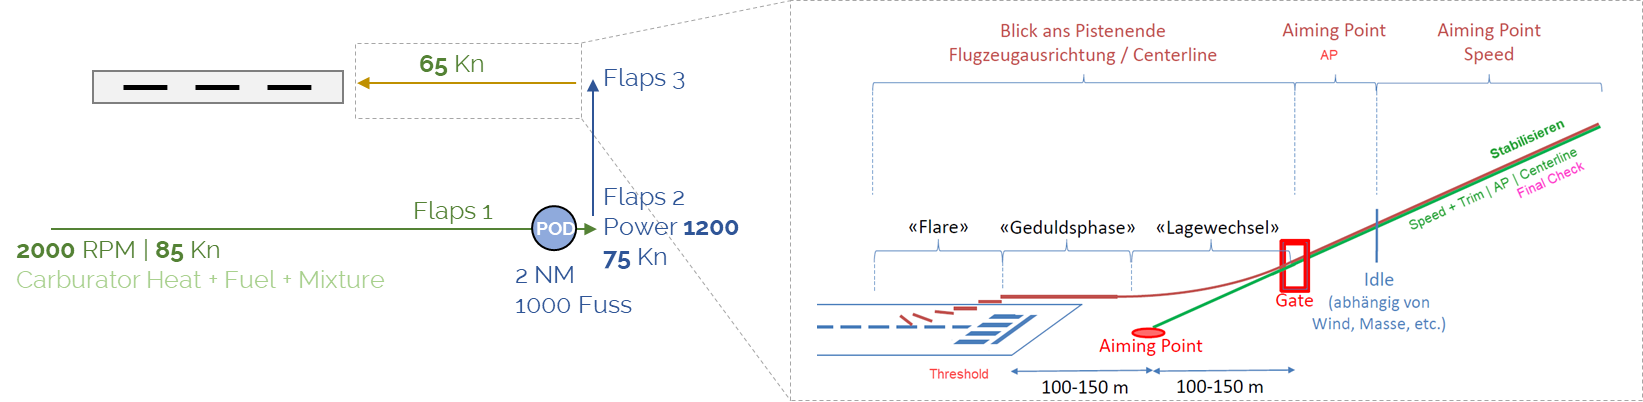 65 Kn
Flaps 3
Flaps 1
POD
Flaps 2
Power 1200
75 Kn
2000 RPM | 85 Kn
Carburator Heat + Fuel + Mixture
2 NM
1000 Fuss
Blick ans Pistenende
Flugzeugausrichtung / Centerline
Aiming Point
AP
Aiming Point
Speed
Stabilisieren
Speed + Trim | AP | Centerline
Final Check
«Flare»
«Geduldsphase»
«Lagewechsel»
Gate
Idle
(abhängig von
Wind, Masse, etc.)
Aiming Point
Threshold
100-150 m
100-150 m